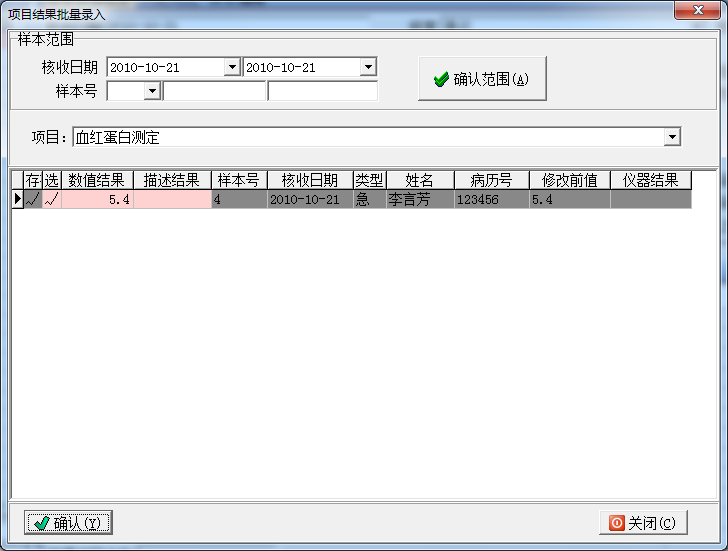 项目结果批量录入
样本范围
核收日期 2010-10-21 2010-10-21
确认范围(A)
样本号
项目: 血红蛋白测定
存 选 数值结果 描述结果 样本号 核收日期 类型 姓名 病历号 修改前值 仪器结果
5.4 4 2010-10-21 急 李言芳 123456 5.4
确认(Y) 关闭(C)